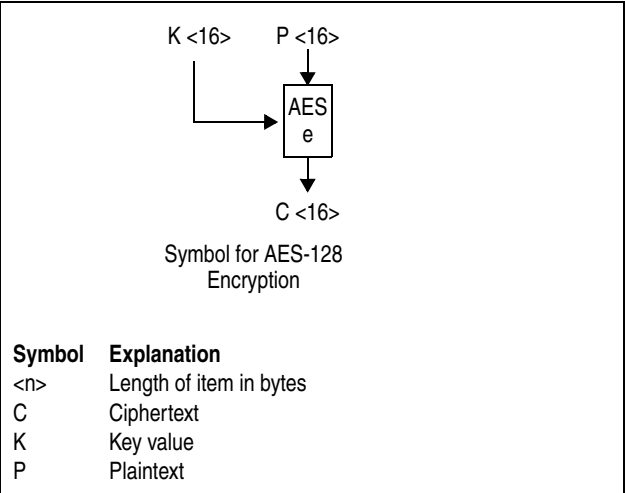 K <16> P <16>
AES
e
C <16>
Symbol for AES-128
Encryption
Symbol Explanation
<n> Length of item in bytes
C Ciphertext
K Key value
P Plaintext